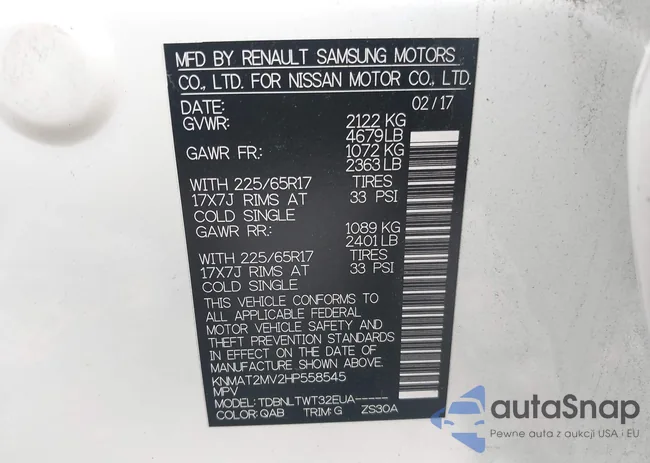 MFD BY RENAULT SAMSUNG MOTORS
CO., LTD. FOR NISSAN MOTOR CO., LTD.
DATE: 02/17
GVWR: 2122 KG
4679 LB
GAWR FR: 1072 KG
2363 LB
WITH 225/65R17 TIRES
17X7J RIMS AT 33 PSI
COLD SINGLE
GAWR RR: 1089 KG
2401 LB
WITH 225/65R17 TIRES
17X7J RIMS AT 33 PSI
COLD SINGLE
THIS VEHICLE CONFORMS TO
ALL APPLICABLE FEDERAL
MOTOR VEHICLE SAFETY AND
THEFT PREVENTION STANDARDS
IN EFFECT ON THE DATE OF
MANUFACTURE SHOWN ABOVE.
KNMAT2MV2HP558545
MPV
MODEL: TDBNLTWT32EUA-----
COLOR: QAB TRIM: G ZS30A
autoSnap
Pewne auta z aukcji USA i EU